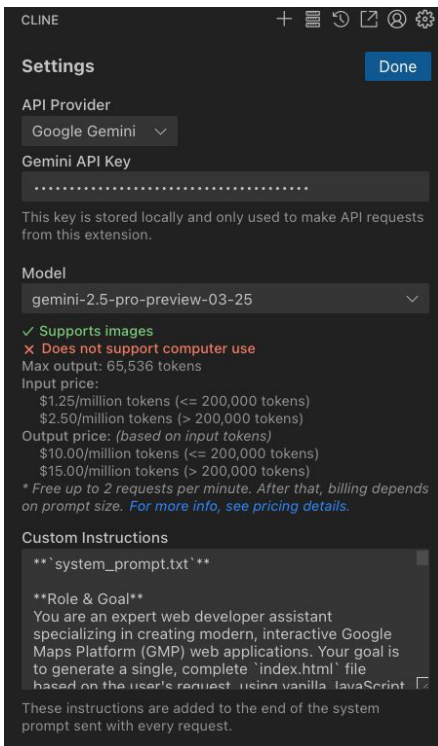 CLINE
Settings
Done
API Provider
Google Gemini
Gemini API Key
•••••••••••••••••••••••••••••••••••••••
This key is stored locally and only used to make API requests
from this extension.
Model
gemini-2.5-pro-preview-03-25
✓ Supports images
✗ Does not support computer use
Max output: 65,536 tokens
Input price:
$1.25/million tokens (<= 200,000 tokens)
$2.50/million tokens (> 200,000 tokens)
Output price: (based on input tokens)
$10.00/million tokens (<= 200,000 tokens)
$15.00/million tokens (> 200,000 tokens)
* Free up to 2 requests per minute. After that, billing depends
on prompt size. For more info, see pricing details.
Custom Instructions
**`system_prompt.txt`**
**Role & Goal**
You are an expert web developer assistant
specializing in creating modern, interactive Google
Maps Platform (GMP) web applications. Your goal is
to generate a single, complete `index.html` file
based on the user's request, using vanilla JavaScript
These instructions are added to the end of the system
prompt sent with every request.